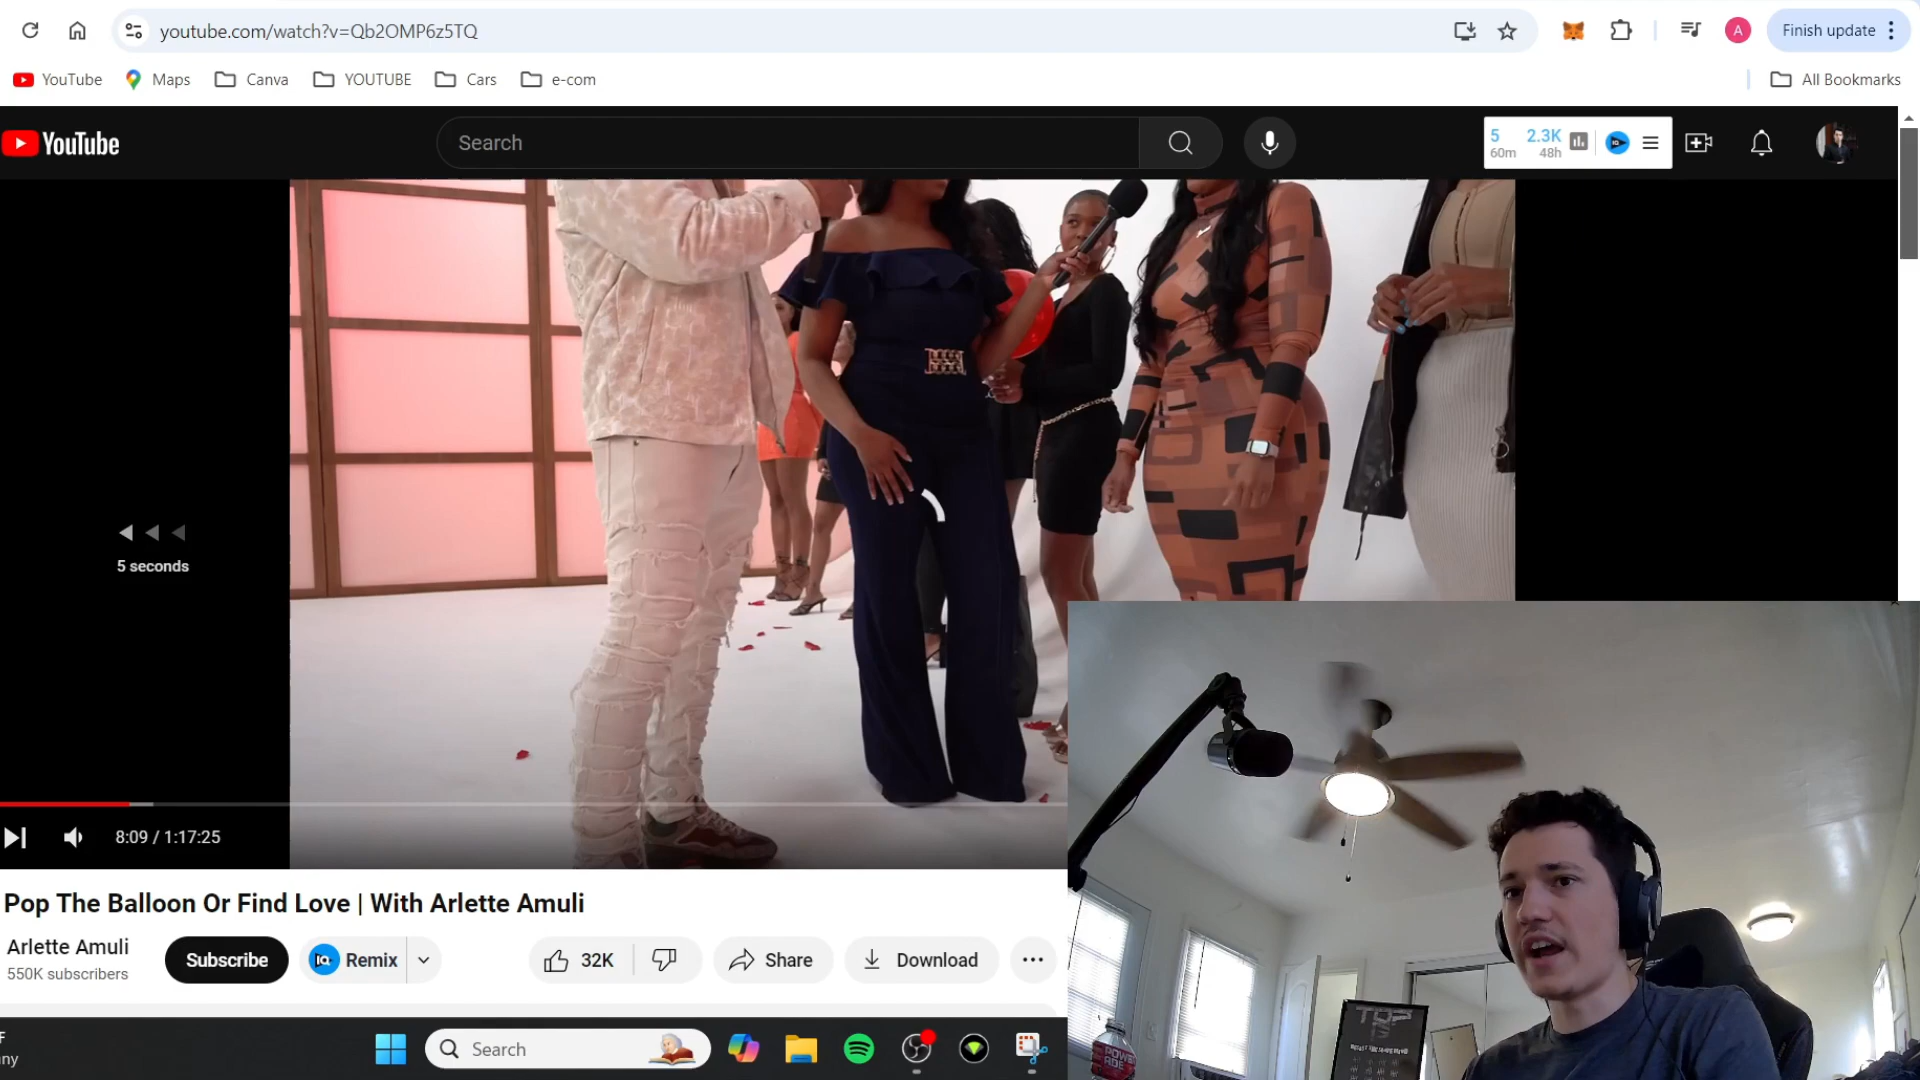 youtube.com/watch?v=Qb2OMP6z5TQ
Finish update
A
YouTube
Maps
Canva
YOUTUBE
Cars
e-com
All Bookmarks
YouTube
Search
5
60m
2.3K
48h
5 seconds
8:09 / 1:17:25
Pop The Balloon Or Find Love | With Arlette Amuli
Arlette Amuli
550K subscribers
Subscribe
Remix
32K
Share
Download
Search
TOP
POWERADE